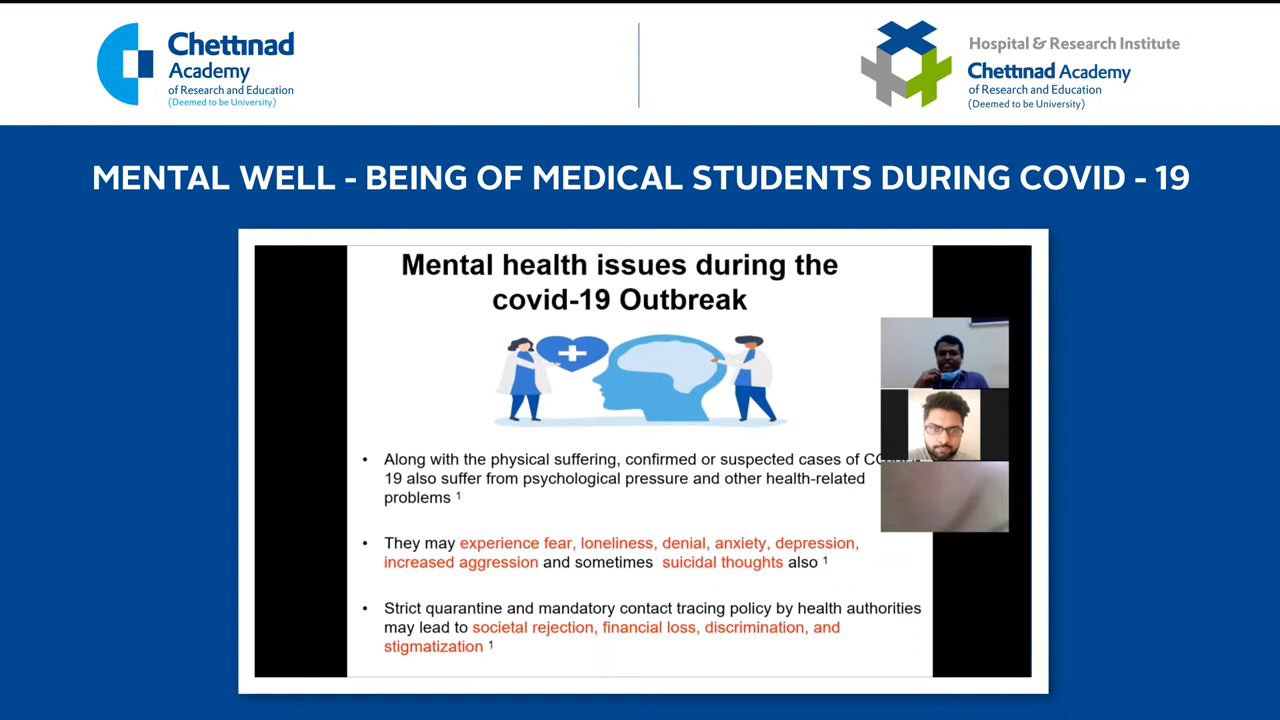 Chettinad
Academy
of Research and Education
(Deemed to be University)
Hospital & Research Institute
Chettinad Academy
of Research and Education
(Deemed to be University)
MENTAL WELL - BEING OF MEDICAL STUDENTS DURING COVID - 19
Mental health issues during the
covid-19 Outbreak
• Along with the physical suffering, confirmed or suspected cases of
19 also suffer from psychological pressure and other health-related
problems 1
• They may experience fear, loneliness, denial, anxiety, depression,
increased aggression and sometimes suicidal thoughts also 1
• Strict quarantine and mandatory contact tracing policy by health authorities
may lead to societal rejection, financial loss, discrimination, and
stigmatization 1